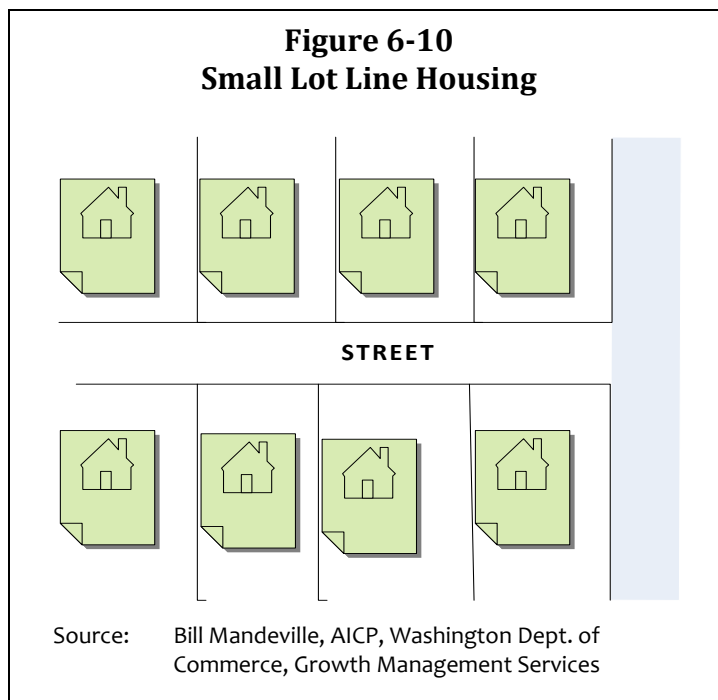 Figure 6-10
Small Lot Line Housing
STREET
Source: Bill Mandeville, AICP, Washington Dept. of
Commerce, Growth Management Services